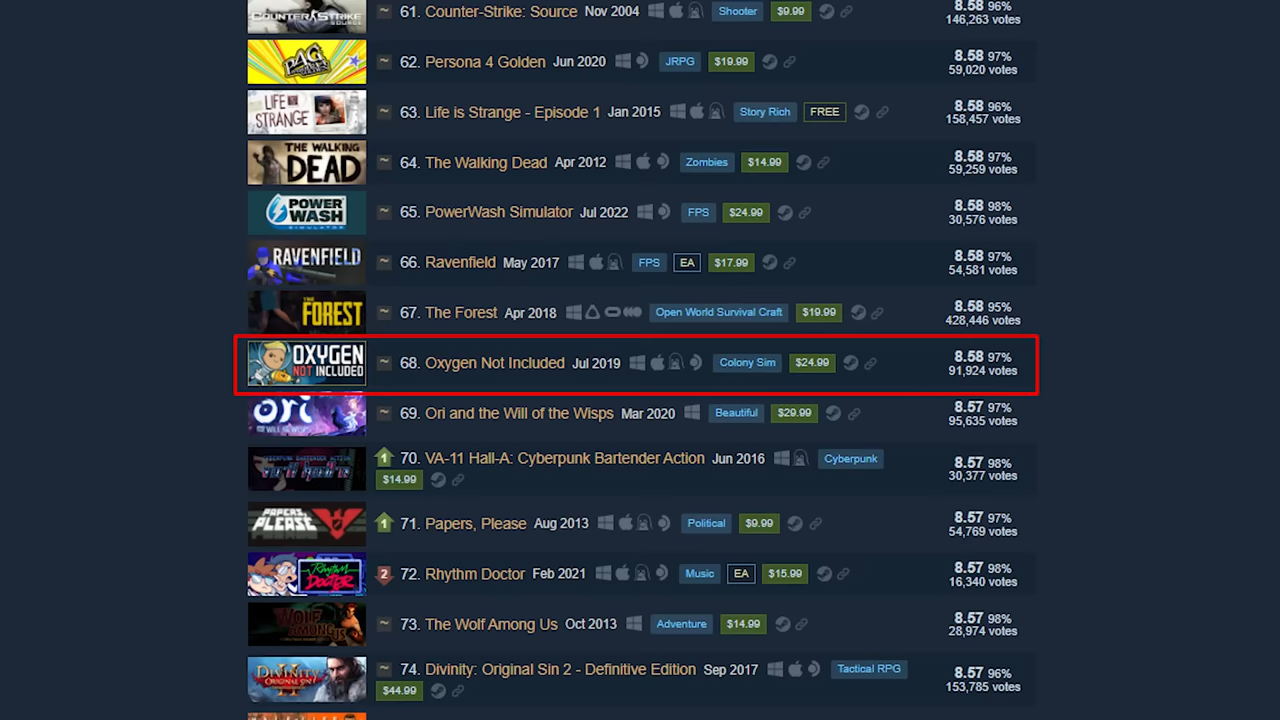 COUNTER-STRIKE
SOURCE
~ 61. Counter-Strike: Source Nov 2004 Shooter $9.99
8.58 96%
146,263 votes
P4G
~ 62. Persona 4 Golden Jun 2020 JRPG $19.99
8.58 97%
59,020 votes
LIFE IS
STRANGE
~ 63. Life is Strange - Episode 1 Jan 2015 Story Rich FREE
8.58 96%
158,457 votes
THE WALKING
DEAD
~ 64. The Walking Dead Apr 2012 Zombies $14.99
8.58 97%
59,259 votes
POWER
WASH
SIMULATOR
~ 65. PowerWash Simulator Jul 2022 FPS $24.99
8.58 98%
30,576 votes
RAVENFIELD
~ 66. Ravenfield May 2017 FPS EA $17.99
8.58 97%
54,581 votes
THE
FOREST
~ 67. The Forest Apr 2018 Open World Survival Craft $19.99
8.58 95%
428,446 votes
OXYGEN
NOT INCLUDED
~ 68. Oxygen Not Included Jul 2019 Colony Sim $24.99
8.58 97%
91,924 votes
ori
~ 69. Ori and the Will of the Wisps Mar 2020 Beautiful $29.99
8.57 97%
95,635 votes
CYBERPUNK BARTENDER ACTION
1 70. VA-11 Hall-A: Cyberpunk Bartender Action Jun 2016 Cyberpunk
$14.99
8.57 98%
30,377 votes
PAPERS,
PLEASE
1 71. Papers, Please Aug 2013 Political $9.99
8.57 97%
54,769 votes
RHYTHM
DOCTOR
2 72. Rhythm Doctor Feb 2021 Music EA $15.99
8.57 98%
16,340 votes
WOLF
AMONG
US
~ 73. The Wolf Among Us Oct 2013 Adventure $14.99
8.57 98%
28,974 votes
DIVINITY
ORIGINAL SIN II
~ 74. Divinity: Original Sin 2 - Definitive Edition Sep 2017 Tactical RPG
$44.99
8.57 96%
153,785 votes